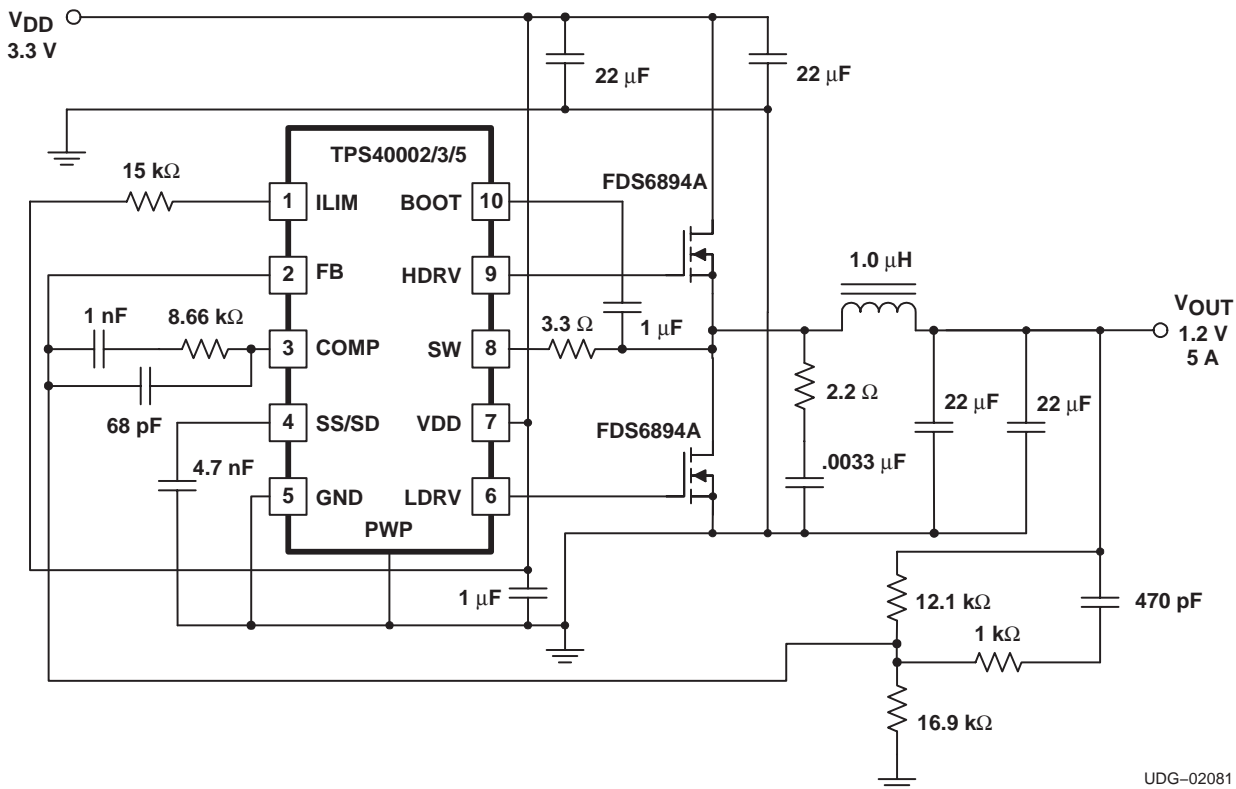 VDD
3.3 V
22 µF
22 µF
TPS40002/3/5
15 kΩ
FDS6894A
1 ILIM BOOT 10
2 FB HDRV 9
1.0 µH
1 nF
8.66 kΩ
3.3 Ω
1 µF
VOUT
1.2 V
5 A
3 COMP SW 8
2.2 Ω
68 pF
4 SS/SD VDD 7
FDS6894A
22 µF
22 µF
4.7 nF
.0033 µF
5 GND LDRV 6
PWP
1 µF
12.1 kΩ
470 pF
1 kΩ
16.9 kΩ
UDG–02081